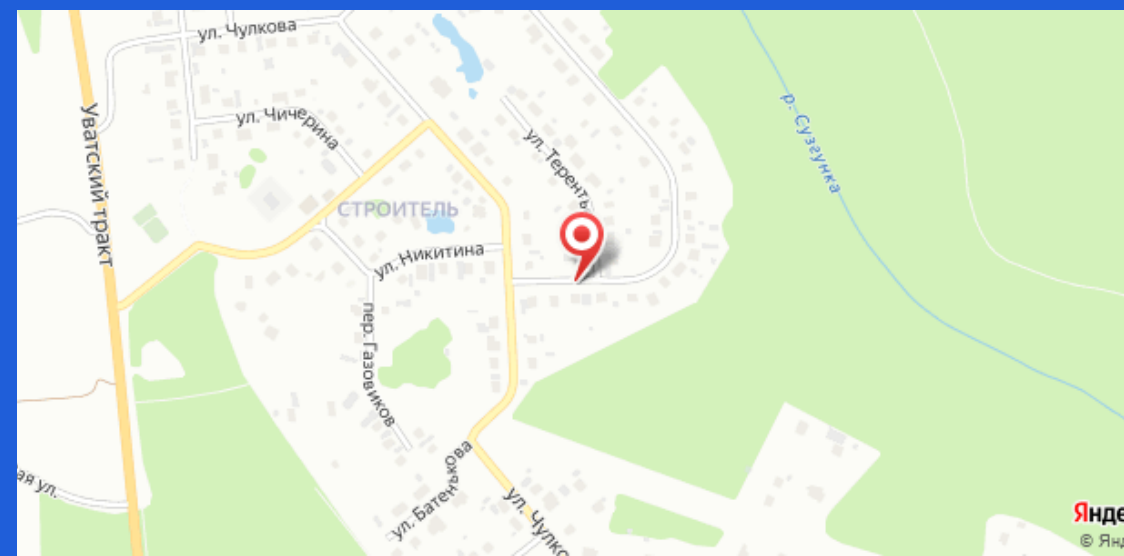 ул. Чулкова
Уватский тракт
ул. Чичерина
р. Сузгунка
ул. Теренть
СТРОИТЕЛЬ
ул. Никитина
пер. Газовиков
ул. Батенькова
ая ул.
ул. Чулко
Янде
© Янд